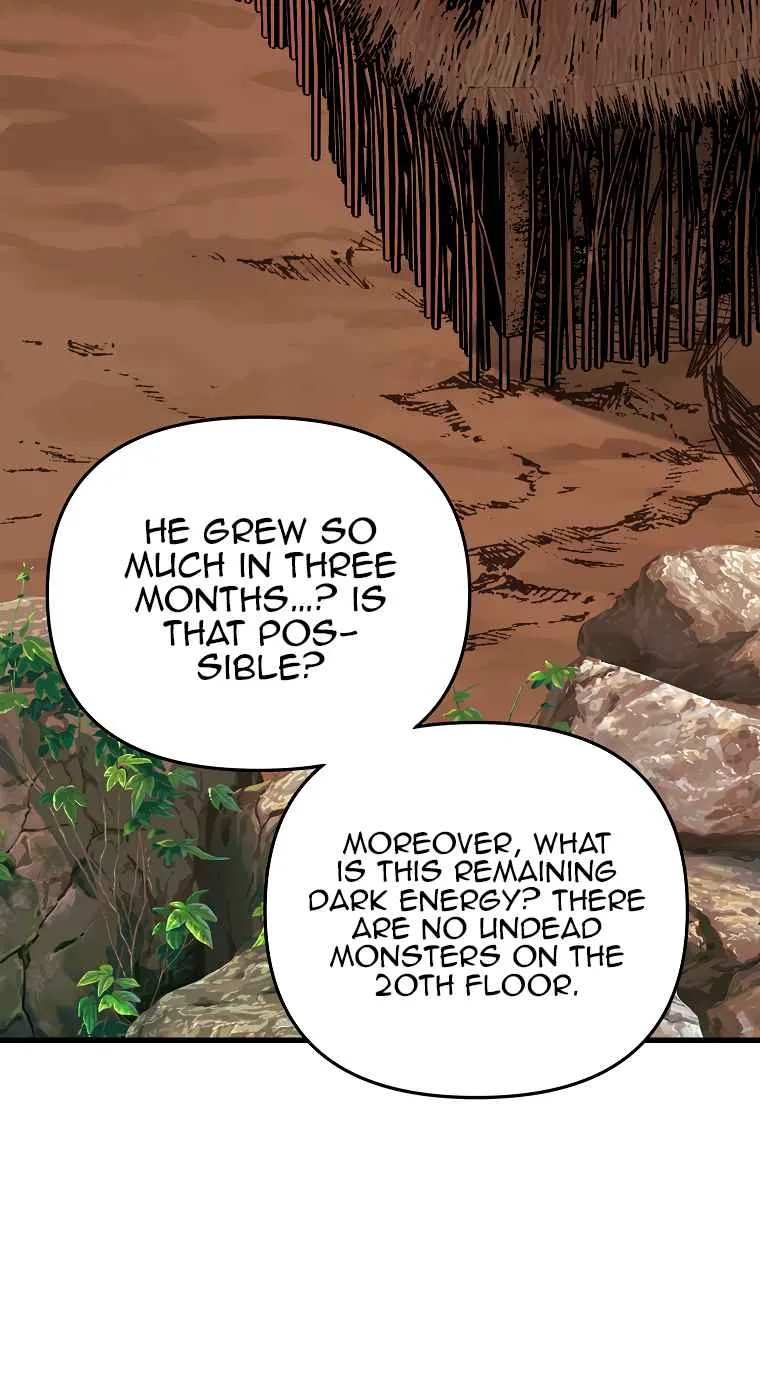 HE GREW SO
MUCH IN THREE
MONTHS...? IS
THAT POS-
SIBLE?
MOREOVER, WHAT
IS THIS REMAINING
DARK ENERGY? THERE
ARE NO UNDEAD
MONSTERS ON THE
20TH FLOOR.